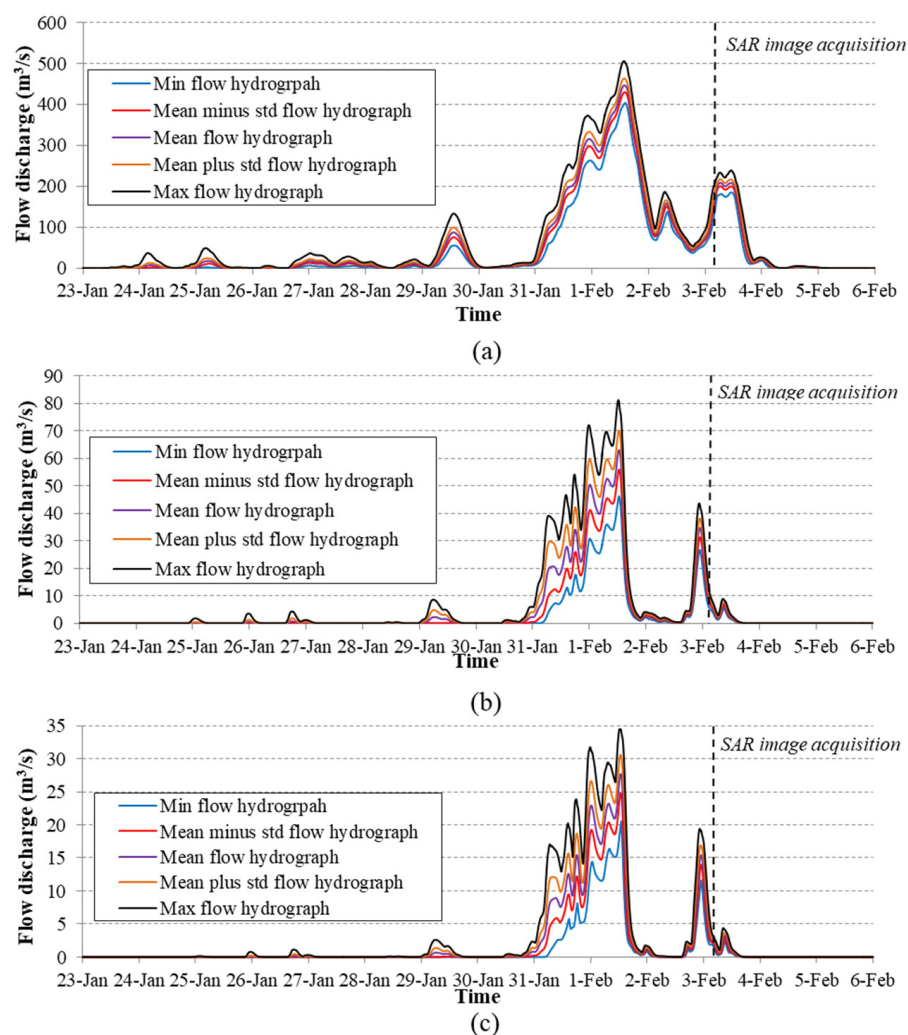 600
500
400
300
200
100
0
Flow discharge (m³/s)
SAR image acquisition
Min flow hydrogrpah
Mean minus std flow hydrograph
Mean flow hydrograph
Mean plus std flow hydrograph
Max flow hydrograph
23-Jan 24-Jan 25-Jan 26-Jan 27-Jan 28-Jan 29-Jan 30-Jan 31-Jan 1-Feb 2-Feb 3-Feb 4-Feb 5-Feb 6-Feb
Time
(a)
90
80
70
60
50
40
30
20
10
0
Flow discharge (m³/s)
SAR image acquisition
Min flow hydrogrpah
Mean minus std flow hydrograph
Mean flow hydrograph
Mean plus std flow hydrograph
Max flow hydrograph
23-Jan 24-Jan 25-Jan 26-Jan 27-Jan 28-Jan 29-Jan 30-Jan 31-Jan 1-Feb 2-Feb 3-Feb 4-Feb 5-Feb 6-Feb
Time
(b)
35
30
25
20
15
10
5
0
Flow discharge (m³/s)
SAR image acquisition
Min flow hydrogrpah
Mean minus std flow hydrograph
Mean flow hydrograph
Mean plus std flow hydrograph
Max flow hydrograph
23-Jan 24-Jan 25-Jan 26-Jan 27-Jan 28-Jan 29-Jan 30-Jan 31-Jan 1-Feb 2-Feb 3-Feb 4-Feb 5-Feb 6-Feb
Time
(c)